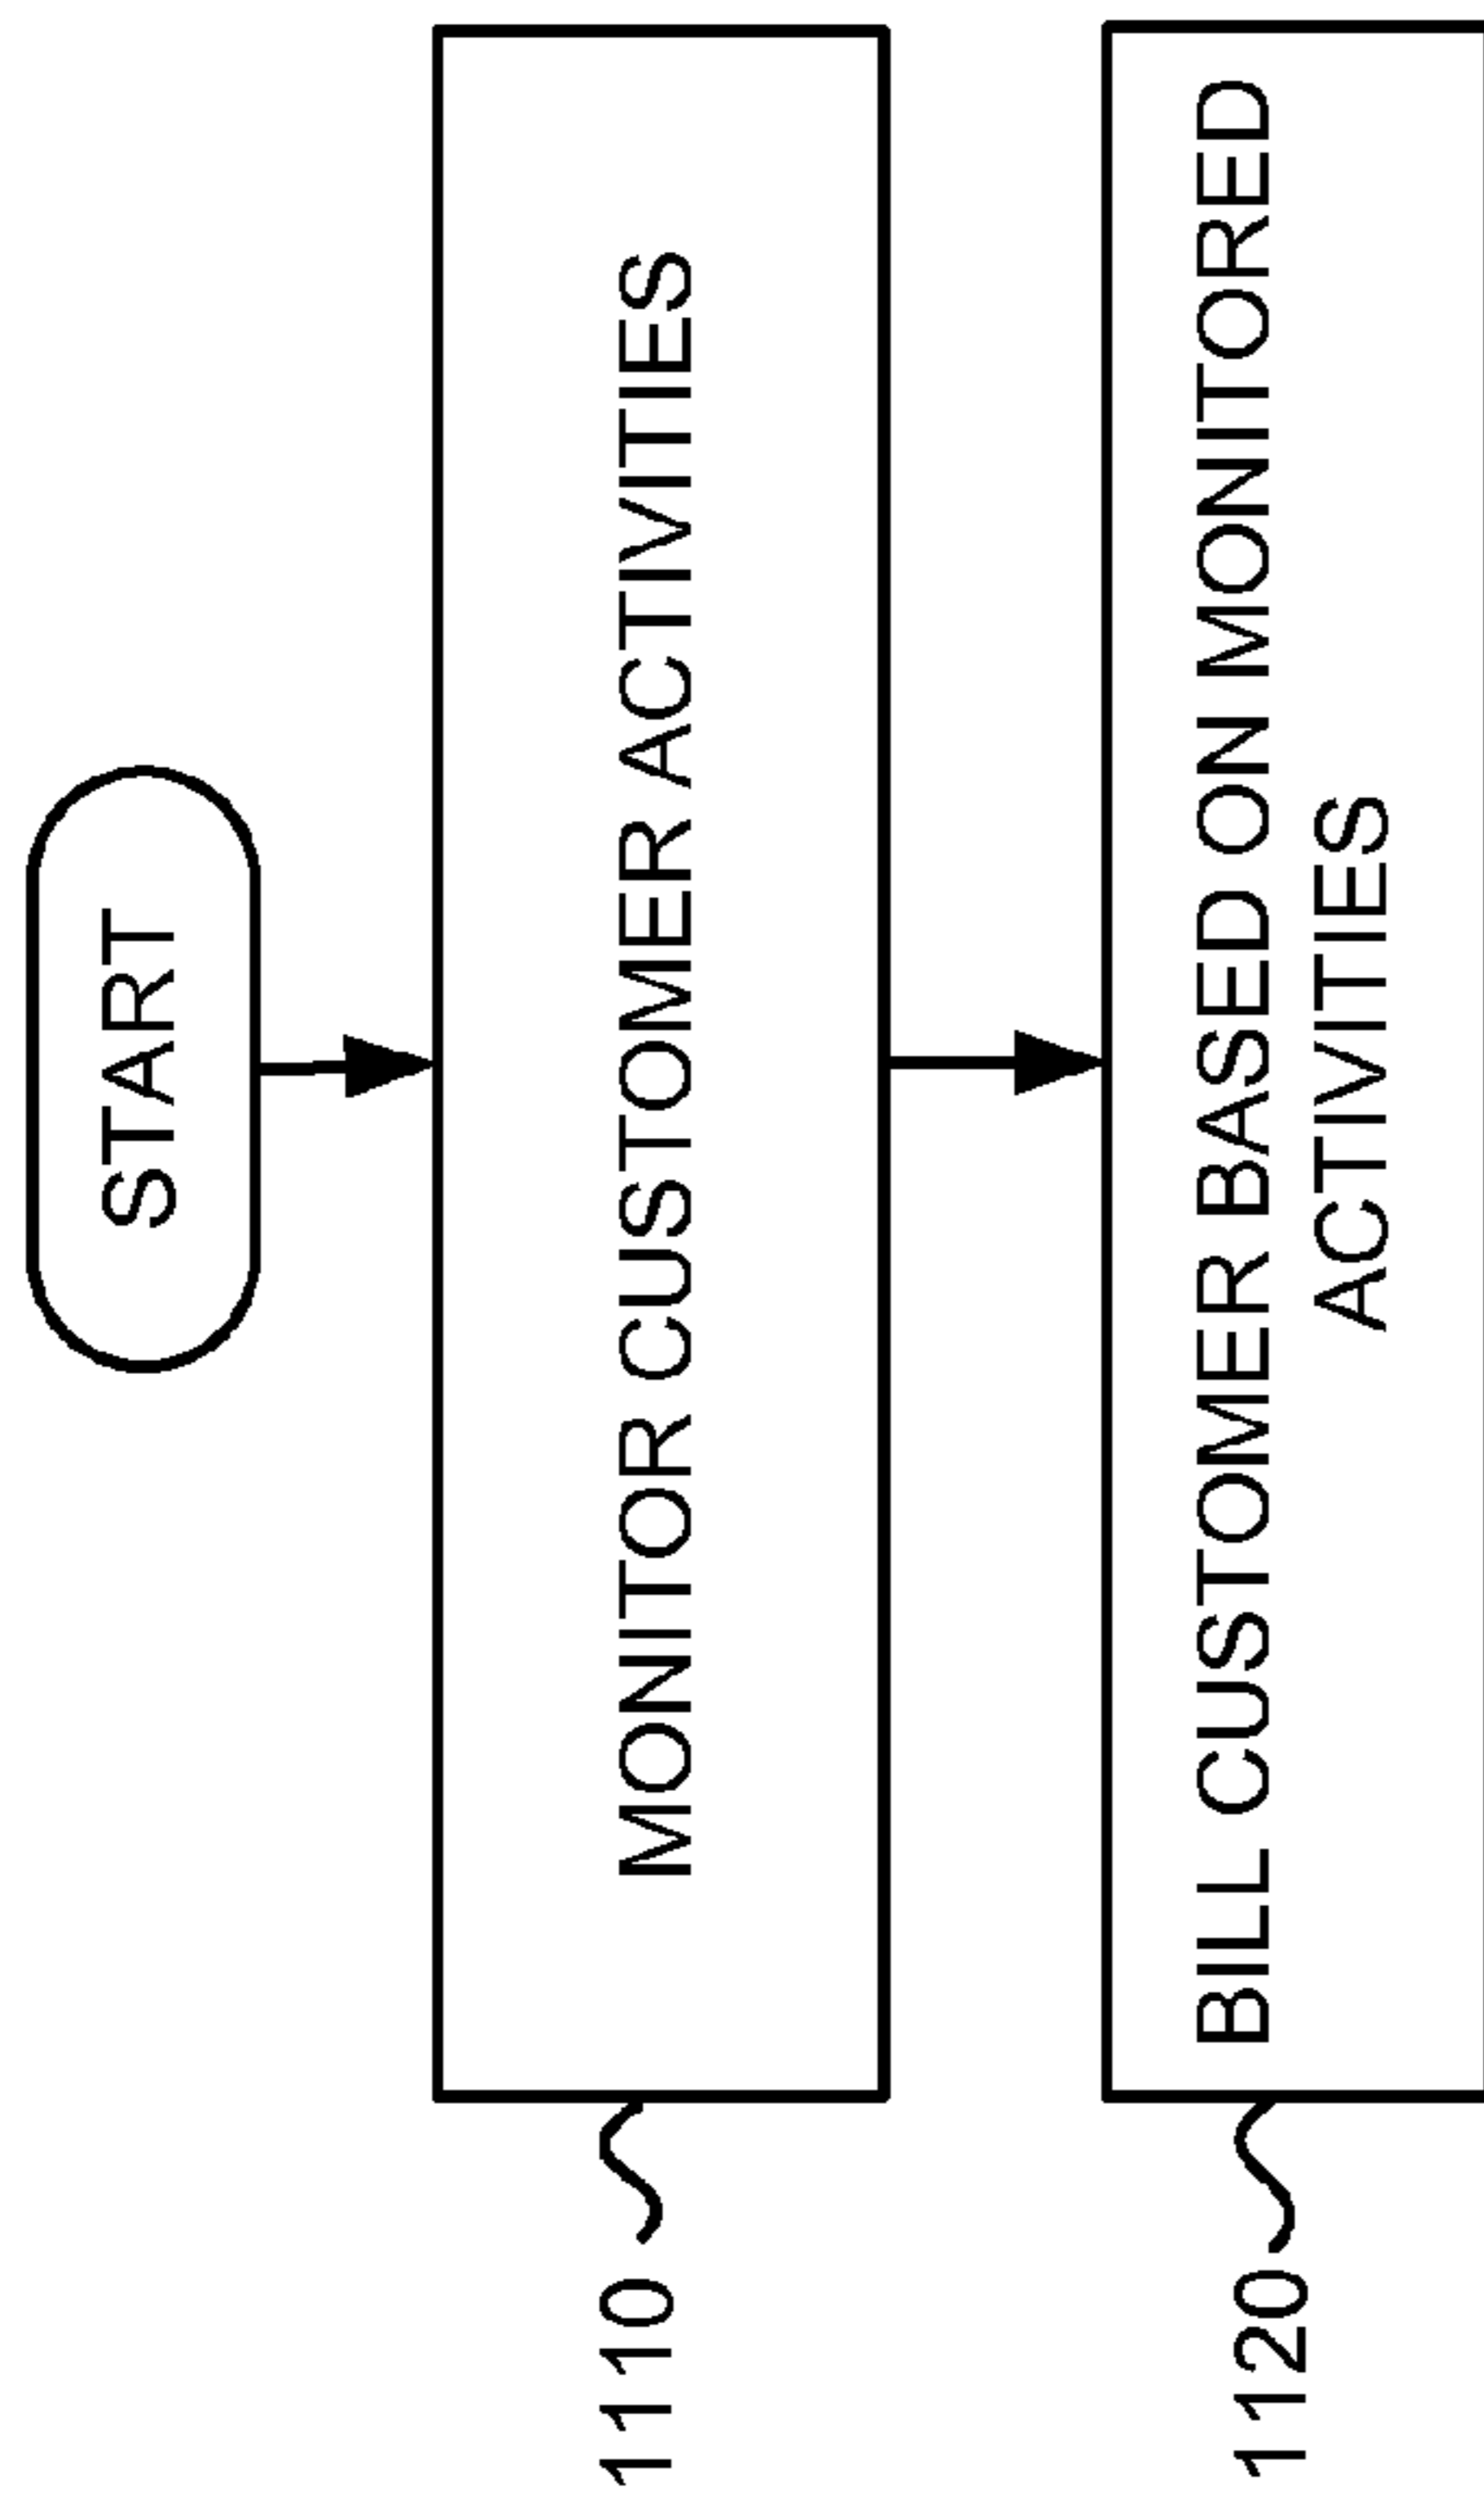 START
1110
MONITOR CUSTOMER ACTIVITIES
1120
BILL CUSTOMER BASED ON MONITORED
ACTIVITIES